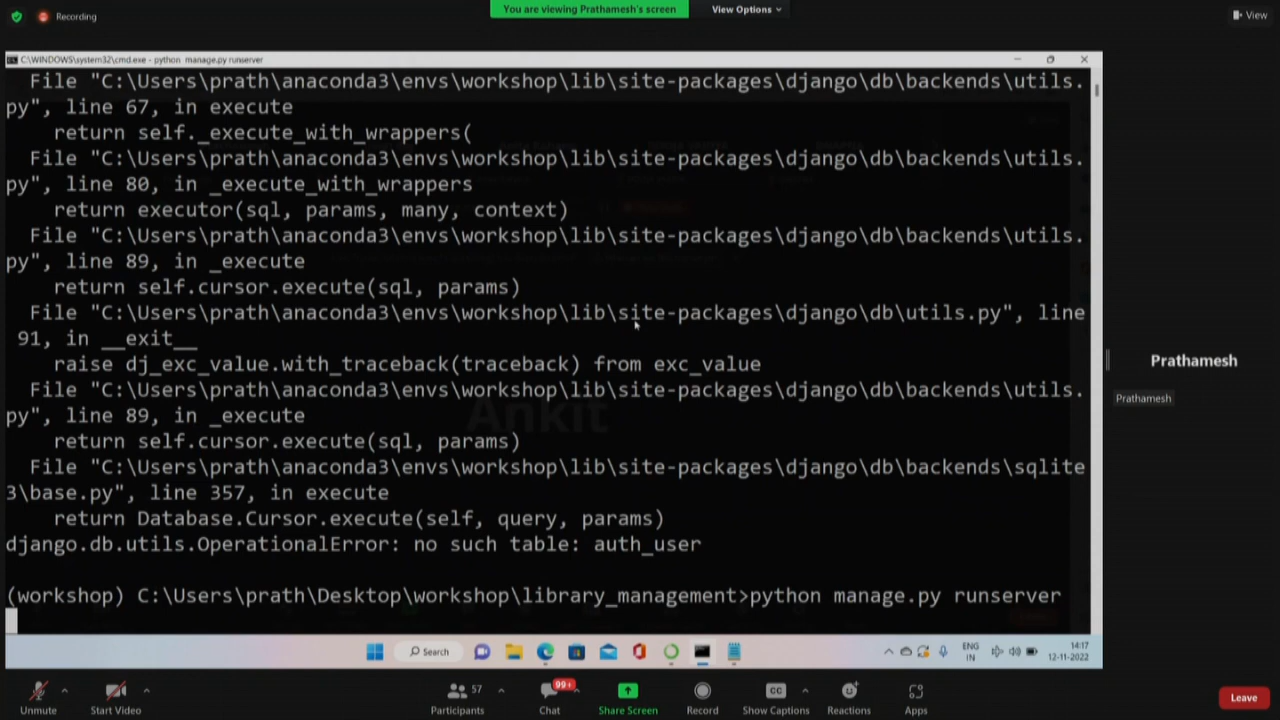 You are viewing Prathamesh's screen
View Options
Recording
View
C:\WINDOWS\system32\cmd.exe - python manage.py runserver
File "C:\Users\prath\anaconda3\envs\workshop\lib\site-packages\django\db\backends\utils.
py", line 67, in execute
return self._execute_with_wrappers(
File "C:\Users\prath\anaconda3\envs\workshop\lib\site-packages\django\db\backends\utils.
py", line 80, in _execute_with_wrappers
return executor(sql, params, many, context)
File "C:\Users\prath\anaconda3\envs\workshop\lib\site-packages\django\db\backends\utils.
py", line 89, in _execute
return self.cursor.execute(sql, params)
File "C:\Users\prath\anaconda3\envs\workshop\lib\site-packages\django\db\utils.py", line
91, in __exit__
raise dj_exc_value.with_traceback(traceback) from exc_value
File "C:\Users\prath\anaconda3\envs\workshop\lib\site-packages\django\db\backends\utils.
py", line 89, in _execute
return self.cursor.execute(sql, params)
File "C:\Users\prath\anaconda3\envs\workshop\lib\site-packages\django\db\backends\sqlite
3\base.py", line 357, in execute
return Database.Cursor.execute(self, query, params)
django.db.utils.OperationalError: no such table: auth_user
(workshop) C:\Users\prath\Desktop\workshop\library_management>python manage.py runserver
Ankit
Prathamesh
Prathamesh
Search
ENG
IN
14:17
12-11-2022
Unmute
Start Video
57
Participants
99+
Chat
Share Screen
Record
CC
Show Captions
Reactions
Apps
Leave